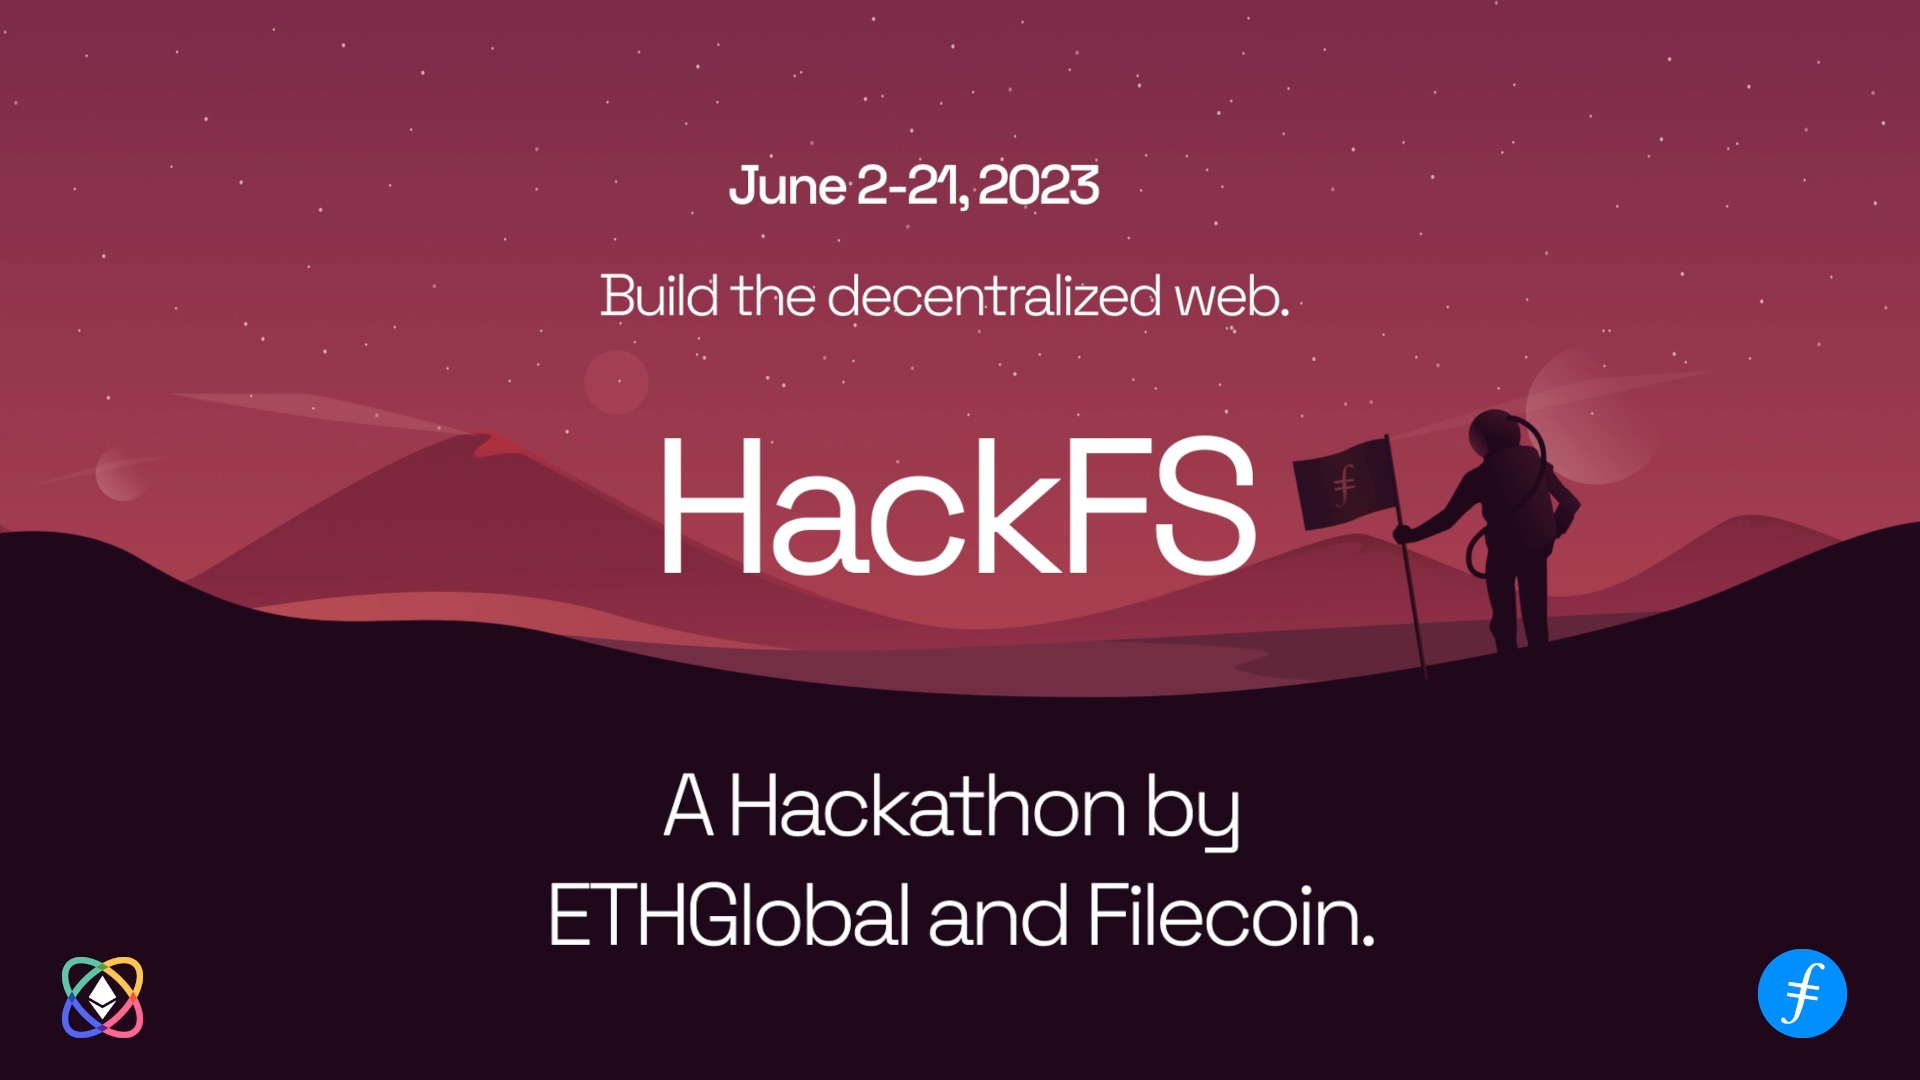 June 2-21, 2023
Build the decentralized web.
HackFS
A Hackathon by
ETHGlobal and Filecoin.